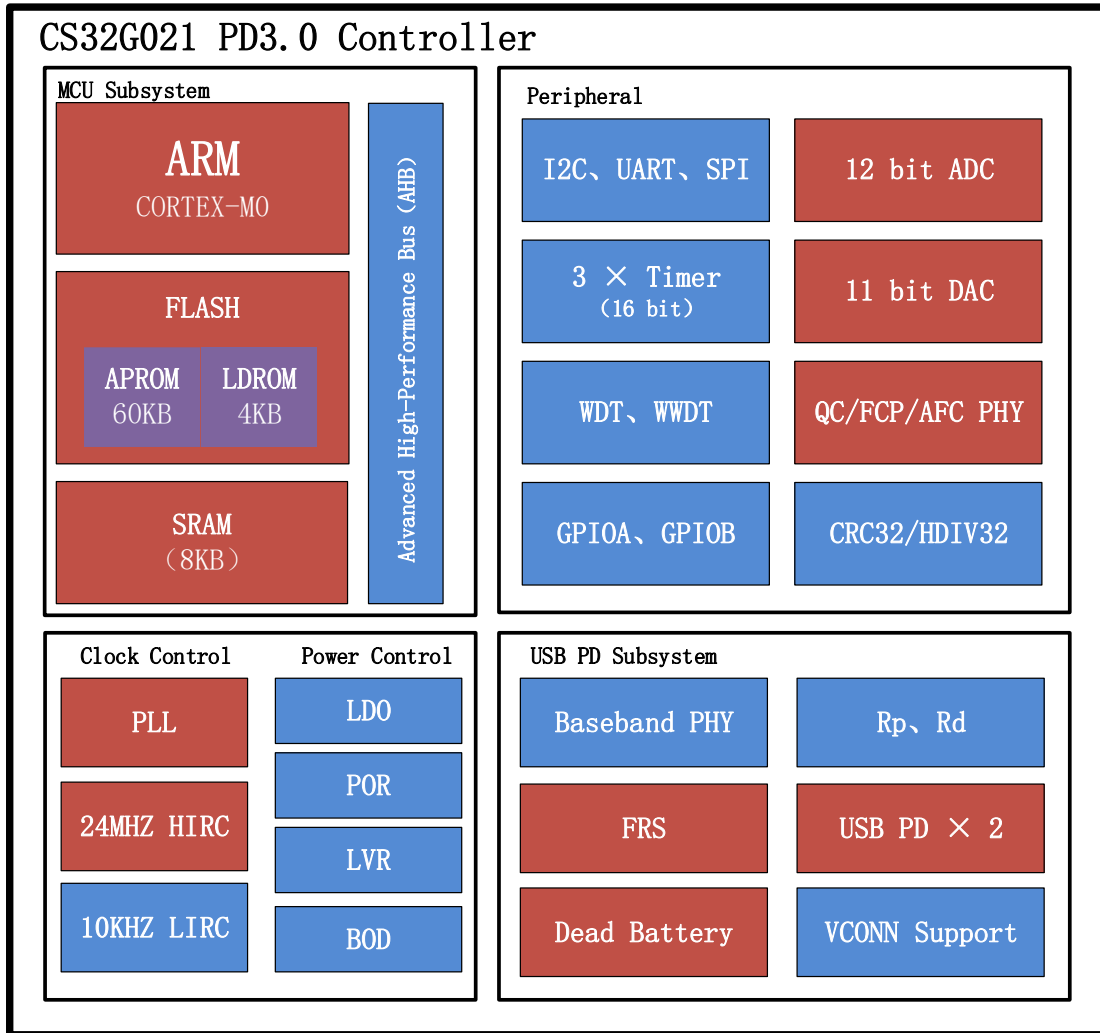 CS32G021 PD3.0 Controller
MCU Subsystem
ARM
CORTEX-M0
FLASH
APROM
60KB
LDROM
4KB
SRAM
（8KB）
Advanced High-Performance Bus (AHB)
Peripheral
I2C、UART、SPI
12 bit ADC
3 × Timer
(16 bit)
11 bit DAC
WDT、WWDT
QC/FCP/AFC PHY
GPIOA、GPIOB
CRC32/HDIV32
Clock Control
PLL
24MHZ HIRC
10KHZ LIRC
Power Control
LDO
POR
LVR
BOD
USB PD Subsystem
Baseband PHY
Rp、Rd
FRS
USB PD × 2
Dead Battery
VCONN Support